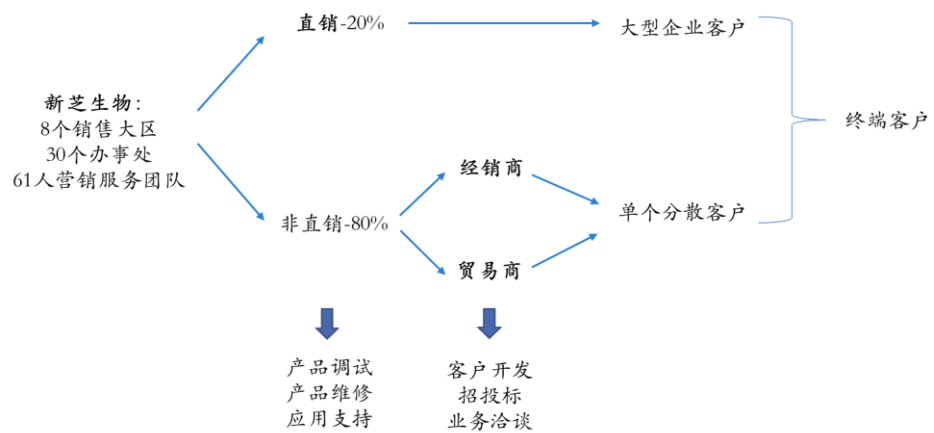 直销-20%
大型企业客户
新芝生物：
8个销售大区
30个办事处
61人营销服务团队
终端客户
经销商
非直销-80%
单个分散客户
贸易商
产品调试
产品维修
应用支持
客户开发
招投标
业务洽谈